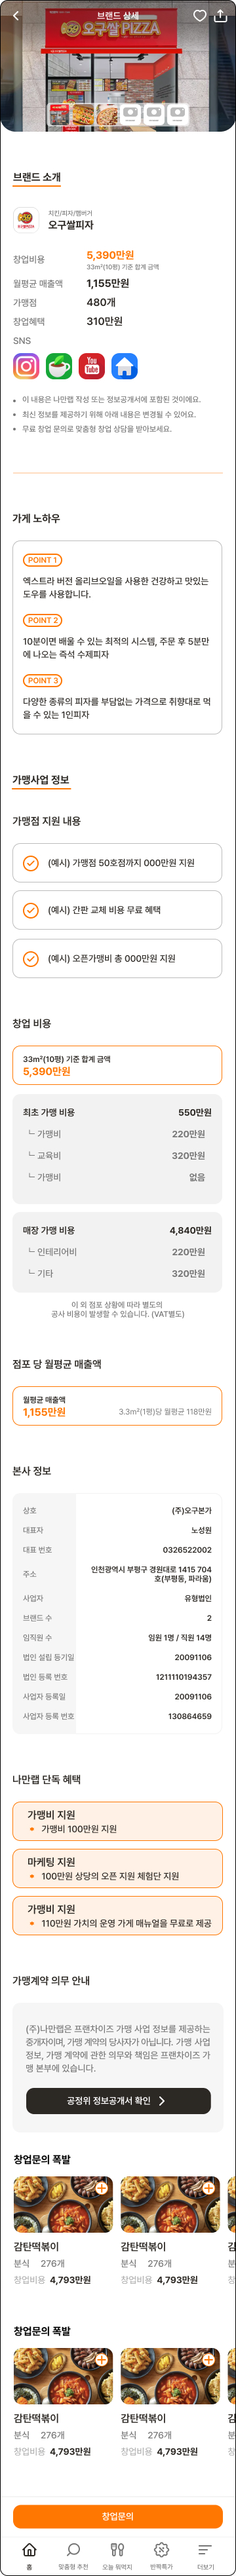 브랜드 상세
오구쌀 PIZZA
브랜드 소개
치킨/피자/햄버거
오구쌀피자
창업비용
5,390만원
33m²(10평) 기준 합계 금액
월평균 매출액
1,155만원
가맹점
480개
창업혜택
310만원
SNS
You
Tube
이 내용은 나만랩 작성 또는 정보공개서에 포함된 것이에요.
최신 정보를 제공하기 위해 아래 내용은 변경될 수 있어요.
무료 창업 문의로 맞춤형 창업 상담을 받아보세요.
가게 노하우
POINT 1
엑스트라 버전 올리브오일을 사용한 건강하고 맛있는
도우를 사용합니다.
POINT 2
10분이면 배울 수 있는 최적의 시스템, 주문 후 5분만
에 나오는 즉석 수제피자
POINT 3
다양한 종류의 피자를 부담없는 가격으로 취향대로 먹
을 수 있는 1인피자
가맹사업 정보
가맹점 지원 내용
(예시) 가맹점 50호점까지 000만원 지원
(예시) 간판 교체 비용 무료 혜택
(예시) 오픈가맹비 총 000만원 지원
창업 비용
33m²(10평) 기준 합계 금액
5,390만원
최초 가맹 비용
550만원
ㄴ 가맹비
220만원
ㄴ 교육비
320만원
ㄴ 가맹비
없음
매장 가맹 비용
4,840만원
ㄴ 인테리어비
220만원
ㄴ 기타
320만원
이 외 점포 상황에 따라 별도의
공사 비용이 발생할 수 있습니다. (VAT별도)
점포 당 월평균 매출액
월평균 매출액
1,155만원
3.3m²(1평)당 월평균 118만원
본사 정보
상호
(주)오구본가
대표자
노성원
대표 번호
0326522002
주소
인천광역시 부평구 경원대로 1415 704
호(부평동, 파라움)
사업자
유형법인
브랜드 수
2
임직원 수
임원 1명 / 직원 14명
법인 설립 등기일
20091106
법인 등록 번호
1211110194357
사업자 등록일
20091106
사업자 등록 번호
130864659
나만랩 단독 혜택
가맹비 지원
가맹비 100만원 지원
마케팅 지원
100만원 상당의 오픈 지원 체험단 지원
가맹비 지원
110만원 가치의 운영 가게 매뉴얼을 무료로 제공
가맹계약 의무 안내
(주)나만랩은 프랜차이즈 가맹 사업 정보를 제공하는
중개자이며, 가맹 계약의 당사자가 아닙니다. 가맹 사업
정보, 가맹 계약에 관한 의무와 책임은 프랜차이즈 가
맹 본부에 있습니다.
공정위 정보공개서 확인
창업문의 폭발
감탄떡볶이
분식 276개
창업비용 4,793만원
감탄떡볶이
분식 276개
창업비용 4,793만원
창업문의 폭발
감탄떡볶이
분식 276개
창업비용 4,793만원
감탄떡볶이
분식 276개
창업비용 4,793만원
창업문의
홈
맞춤형 추천
오늘 뭐먹지
반짝특가
더보기